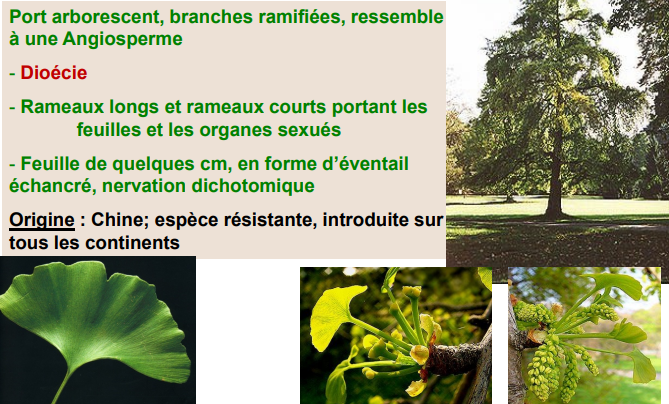 Port arborescent, branches ramifiées, ressemble
à une Angiosperme
- Dioécie
- Rameaux longs et rameaux courts portant les
feuilles et les organes sexués
- Feuille de quelques cm, en forme d’éventail
échancré, nervation dichotomique
Origine : Chine; espèce résistante, introduite sur
tous les continents